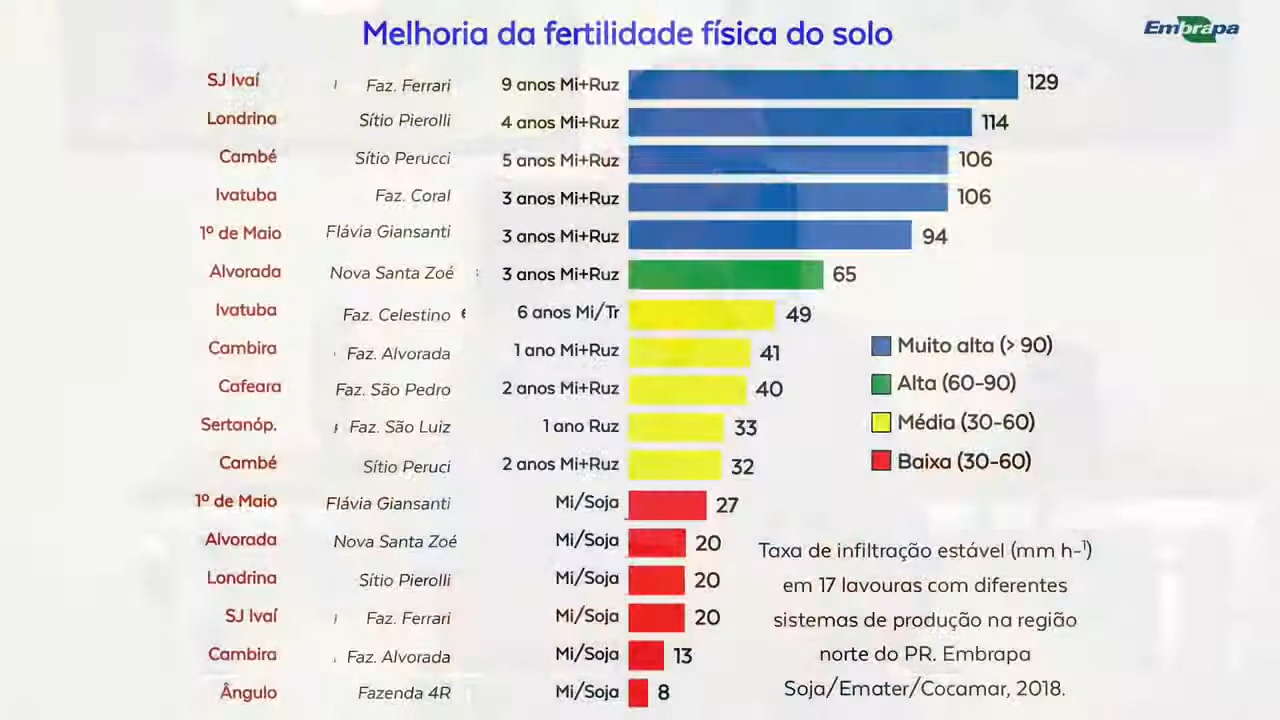 Melhoria da fertilidade física do solo
Embrapa
SJ Ivaí Faz. Ferrari 9 anos Mi+Ruz 129
Londrina Sítio Pierolli 4 anos Mi+Ruz 114
Cambé Sítio Perucci 5 anos Mi+Ruz 106
Ivatuba Faz. Coral 3 anos Mi+Ruz 106
1º de Maio Flávia Giansanti 3 anos Mi+Ruz 94
Alvorada Nova Santa Zoé 3 anos Mi+Ruz 65
Ivatuba Faz. Celestino 6 anos Mi/Tr 49
Cambira Faz. Alvorada 1 ano Mi+Ruz 41
Cafeara Faz. São Pedro 2 anos Mi+Ruz 40
Sertanóp. Faz. São Luiz 1 ano Ruz 33
Cambé Sítio Peruci 2 anos Mi+Ruz 32
1º de Maio Flávia Giansanti Mi/Soja 27
Alvorada Nova Santa Zoé Mi/Soja 20
Londrina Sítio Pierolli Mi/Soja 20
SJ Ivaí Faz. Ferrari Mi/Soja 20
Cambira Faz. Alvorada Mi/Soja 13
Ângulo Fazenda 4R Mi/Soja 8
Muito alta (> 90)
Alta (60-90)
Média (30-60)
Baixa (30-60)
Taxa de infiltração estável (mm h-¹)
em 17 lavouras com diferentes
sistemas de produção na região
norte do PR. Embrapa
Soja/Emater/Cocamar, 2018.